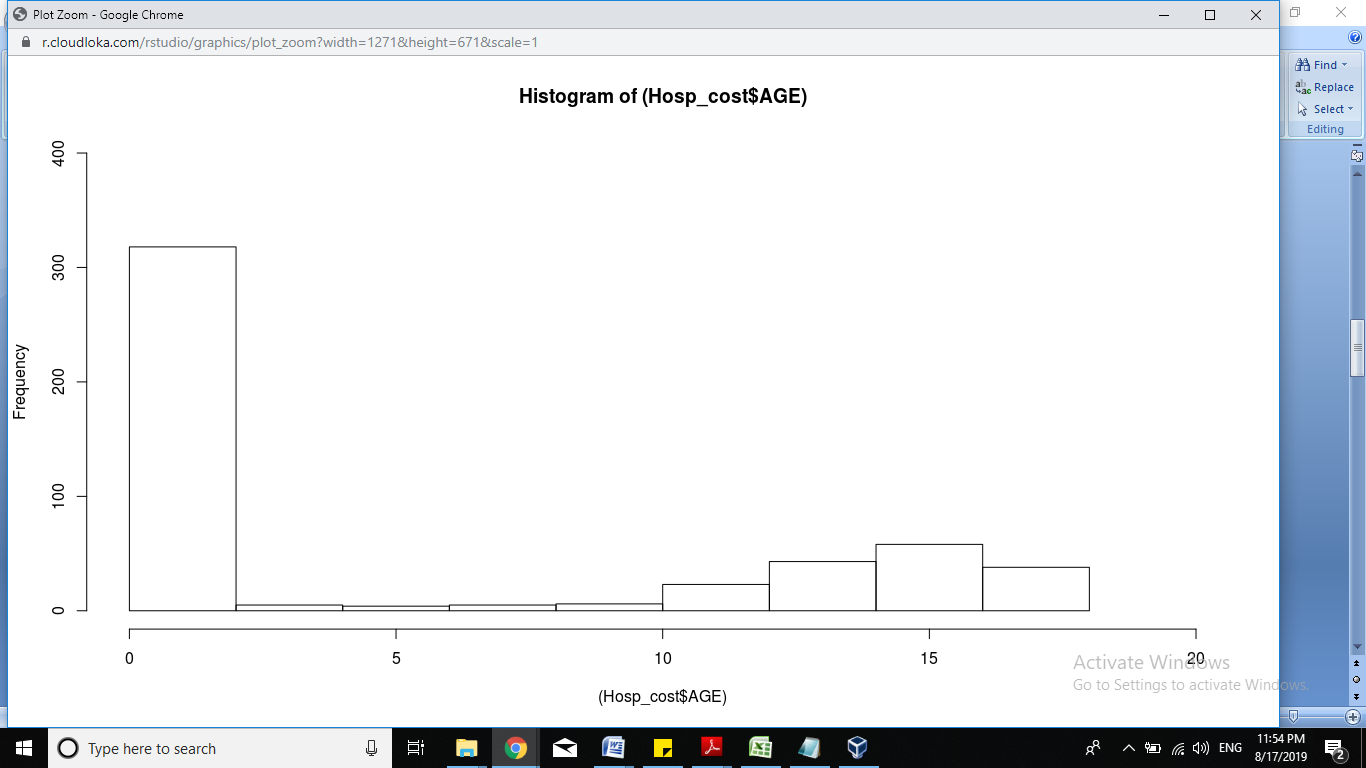 Plot Zoom - Google Chrome
r.cloudloka.com/rstudio/graphics/plot_zoom?width=1271&height=671&scale=1
Find
Replace
Select
Editing
Histogram of (Hosp_cost$AGE)
400
300
200
100
0
Frequency
0 5 10 15 20
(Hosp_cost$AGE)
Activate Windows
Go to Settings to activate Windows.
Type here to search
ENG
11:54 PM
8/17/2019
2